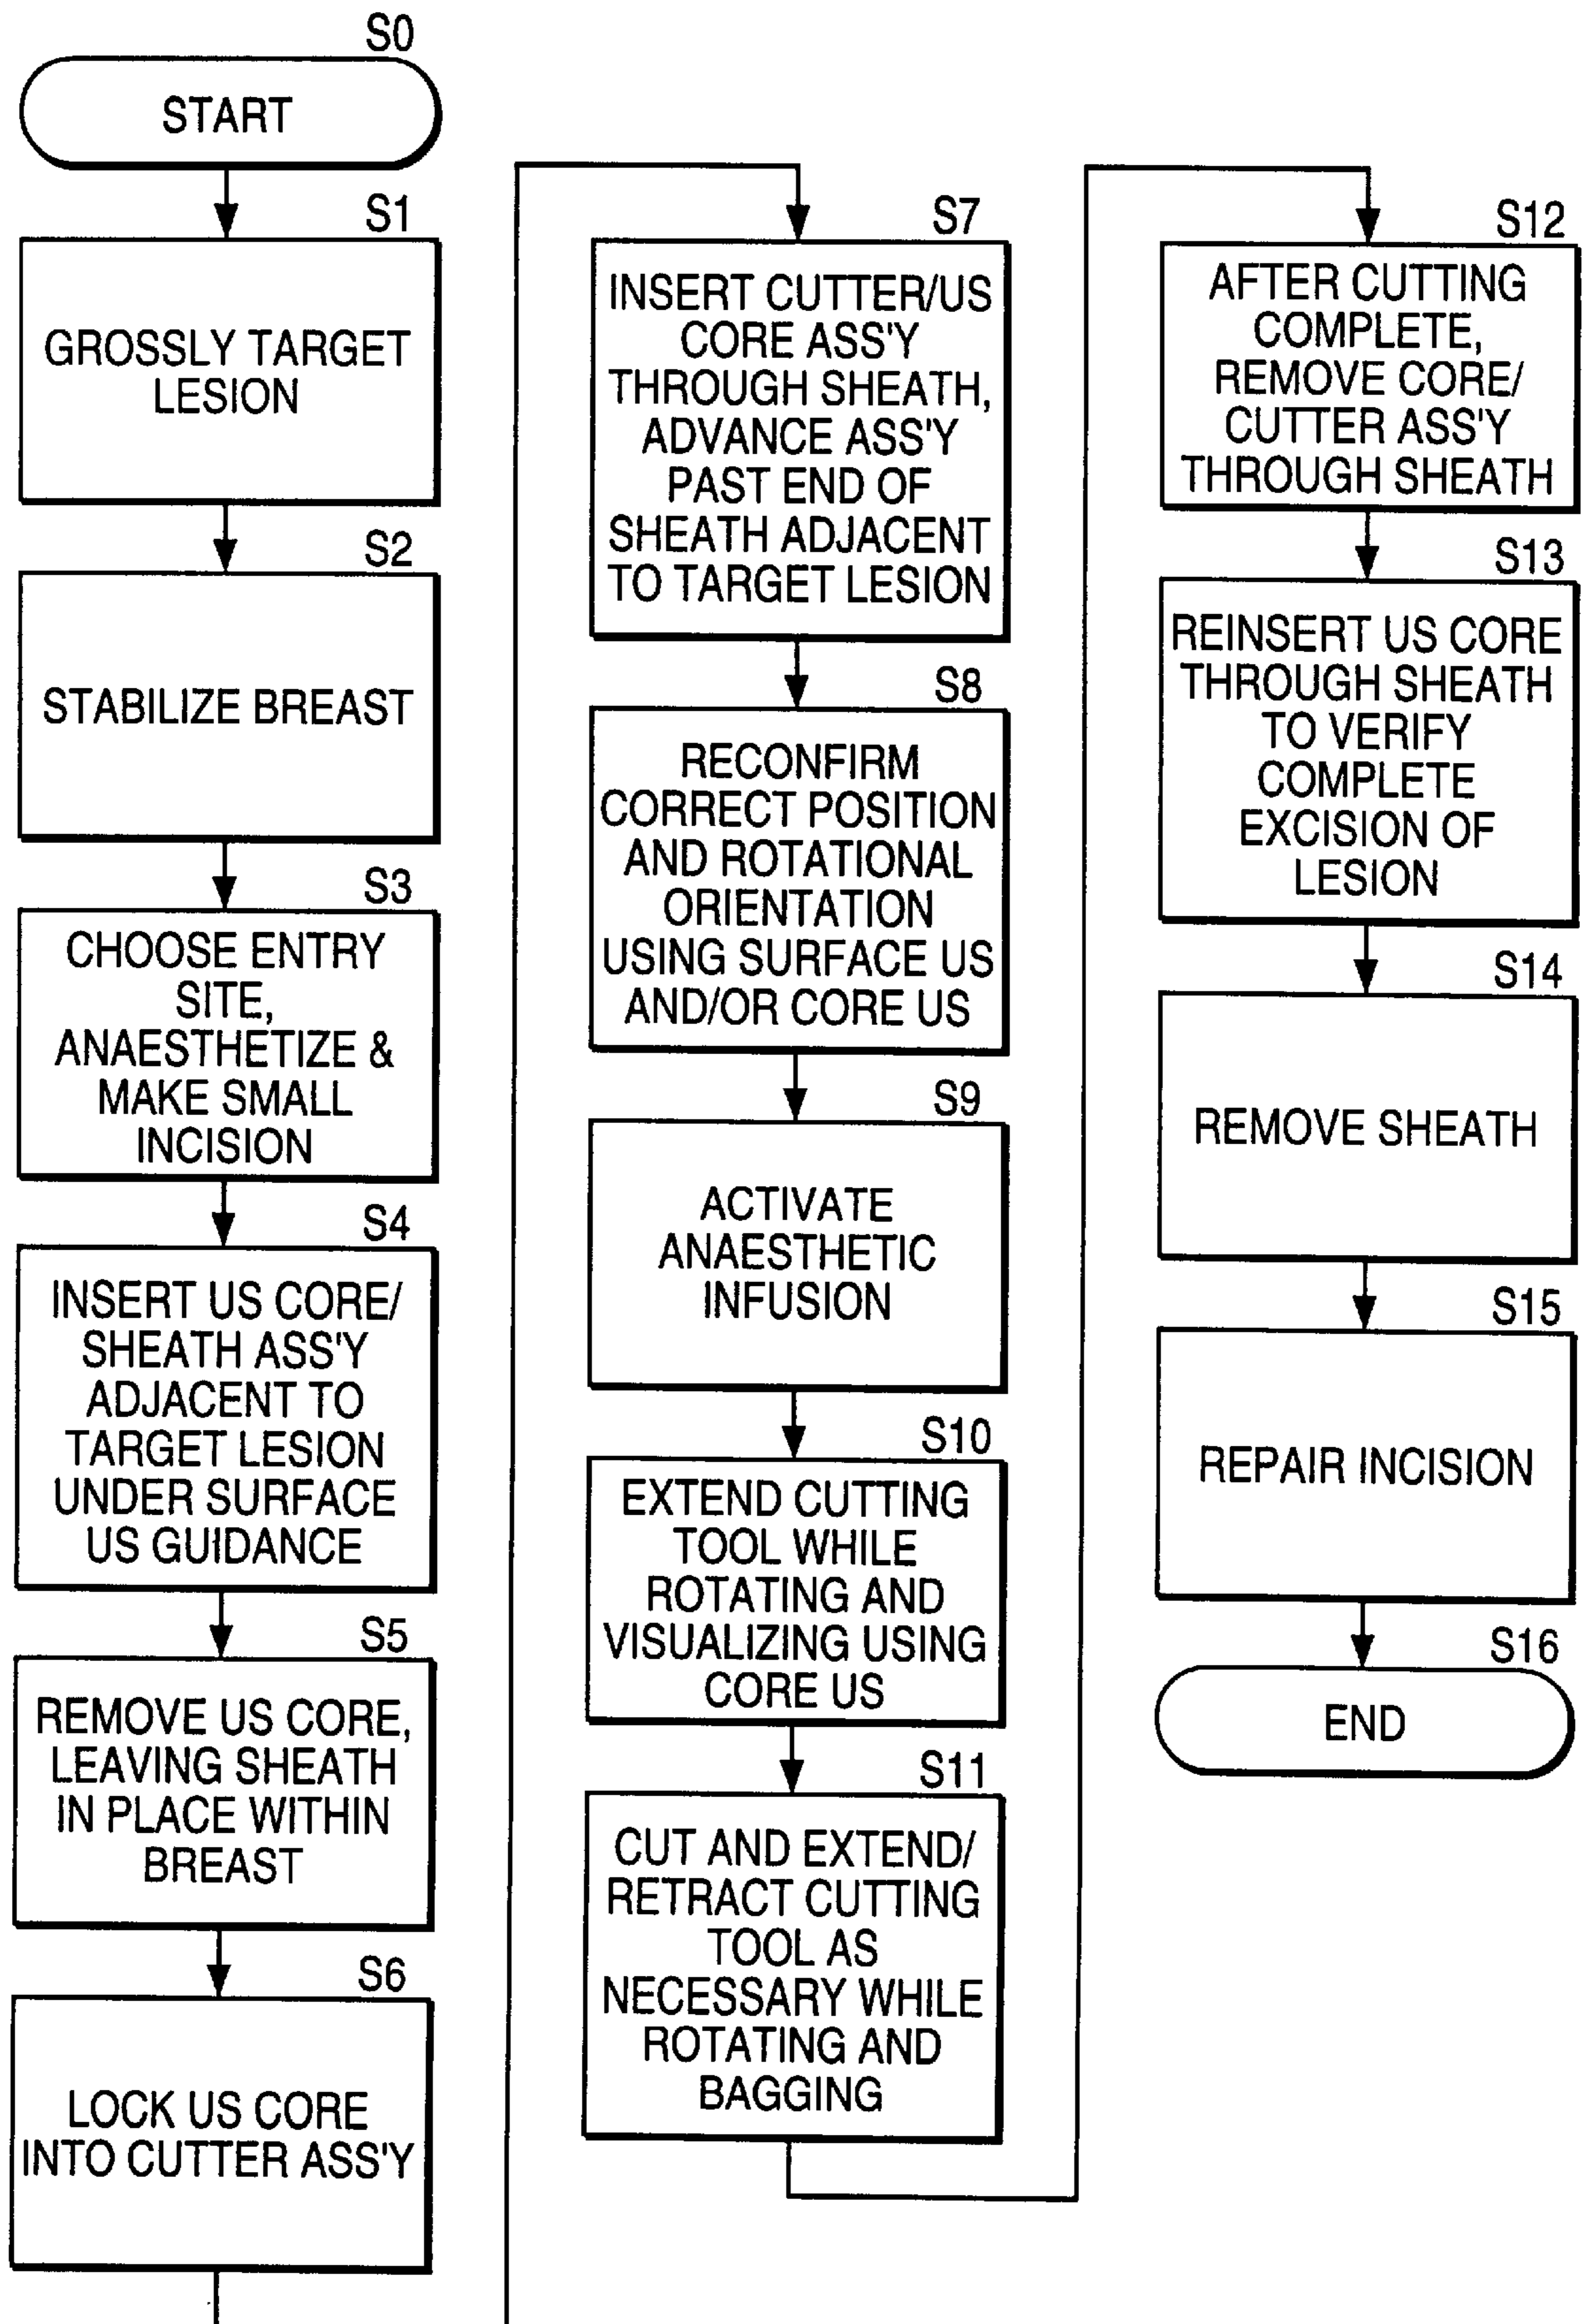 S0
START
S1
GROSSLY TARGET
LESION
S2
STABILIZE BREAST
S3
CHOOSE ENTRY
SITE,
ANAESTHETIZE &
MAKE SMALL
INCISION
S4
INSERT US CORE/
SHEATH ASS'Y
ADJACENT TO
TARGET LESION
UNDER SURFACE
US GUIDANCE
S5
REMOVE US CORE,
LEAVING SHEATH
IN PLACE WITHIN
BREAST
S6
LOCK US CORE
INTO CUTTER ASS'Y
S7
INSERT CUTTER/US
CORE ASS'Y
THROUGH SHEATH,
ADVANCE ASS'Y
PAST END OF
SHEATH ADJACENT
TO TARGET LESION
S8
RECONFIRM
CORRECT POSITION
AND ROTATIONAL
ORIENTATION
USING SURFACE US
AND/OR CORE US
S9
ACTIVATE
ANAESTHETIC
INFUSION
S10
EXTEND CUTTING
TOOL WHILE
ROTATING AND
VISUALIZING USING
CORE US
S11
CUT AND EXTEND/
RETRACT CUTTING
TOOL AS
NECESSARY WHILE
ROTATING AND
BAGGING
S12
AFTER CUTTING
COMPLETE,
REMOVE CORE/
CUTTER ASS'Y
THROUGH SHEATH
S13
REINSERT US CORE
THROUGH SHEATH
TO VERIFY
COMPLETE
EXCISION OF
LESION
S14
REMOVE SHEATH
S15
REPAIR INCISION
S16
END